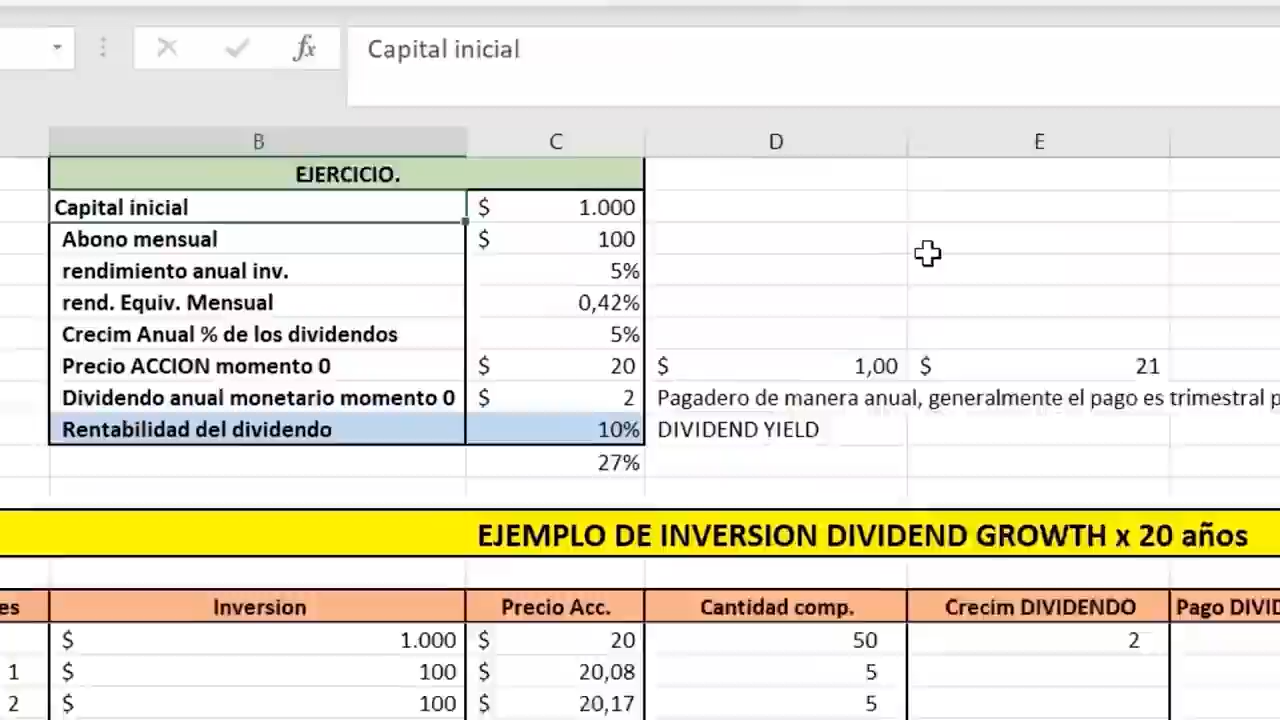 fx Capital inicial
B C D E
EJERCICIO.
Capital inicial $ 1.000
Abono mensual $ 100
rendimiento anual inv. 5%
rend. Equiv. Mensual 0,42%
Crecim Anual % de los dividendos 5%
Precio ACCION momento 0 $ 20 $ 1,00 $ 21
Dividendo anual monetario momento 0 $ 2 Pagadero de manera anual, generalmente el pago es trimestral p
Rentabilidad del dividendo 10% DIVIDEND YIELD
27%
EJEMPLO DE INVERSION DIVIDEND GROWTH x 20 años
es Inversion Precio Acc. Cantidad comp. Crecim DIVIDENDO Pago DIVID
$ 1.000 $ 20 50 2
1 $ 100 $ 20,08 5
2 $ 100 $ 20,17 5